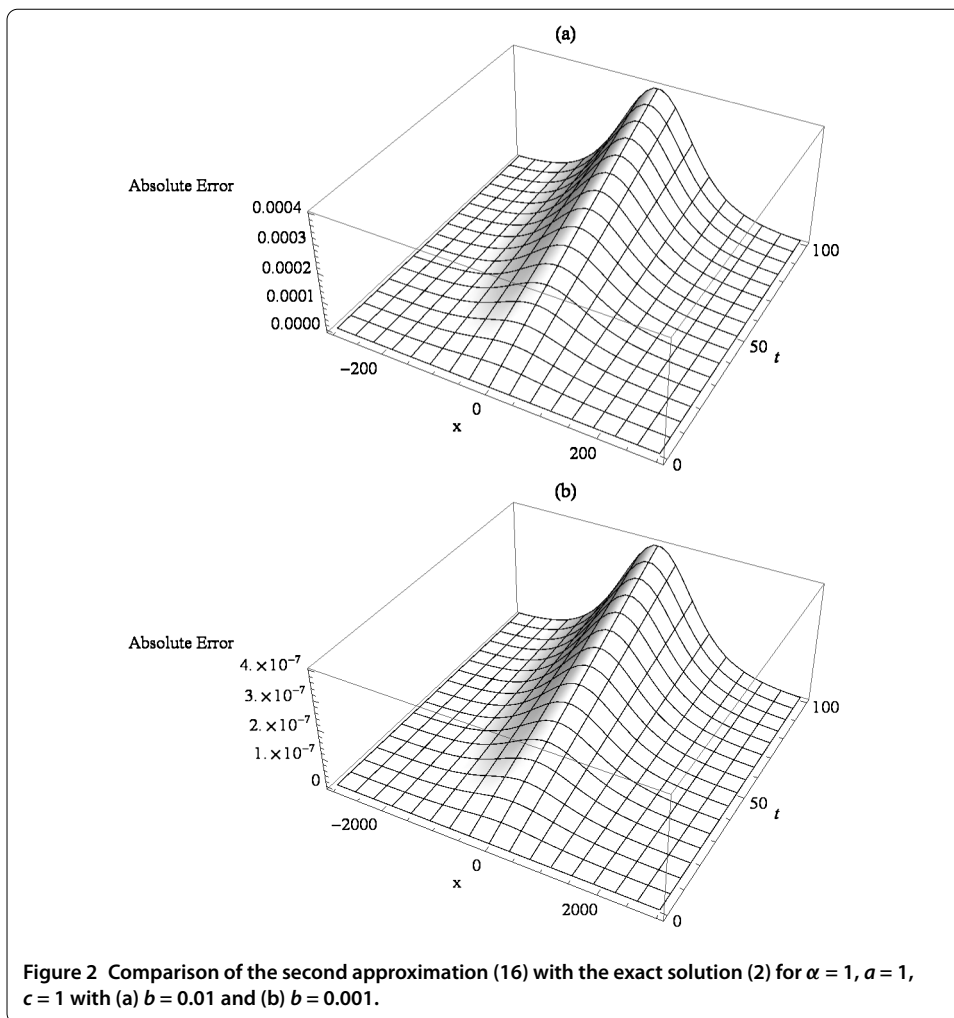 (a)
Absolute Error
0.0004
0.0003
0.0002
0.0001
0.0000
−200
0
x
200
0
50
t
100
(b)
Absolute Error
4.×10⁻⁷
3.×10⁻⁷
2.×10⁻⁷
1.×10⁻⁷
0
−2000
0
x
2000
0
50
t
100
Figure 2 Comparison of the second approximation (16) with the exact solution (2) for α = 1, a = 1,
c = 1 with (a) b = 0.01 and (b) b = 0.001.